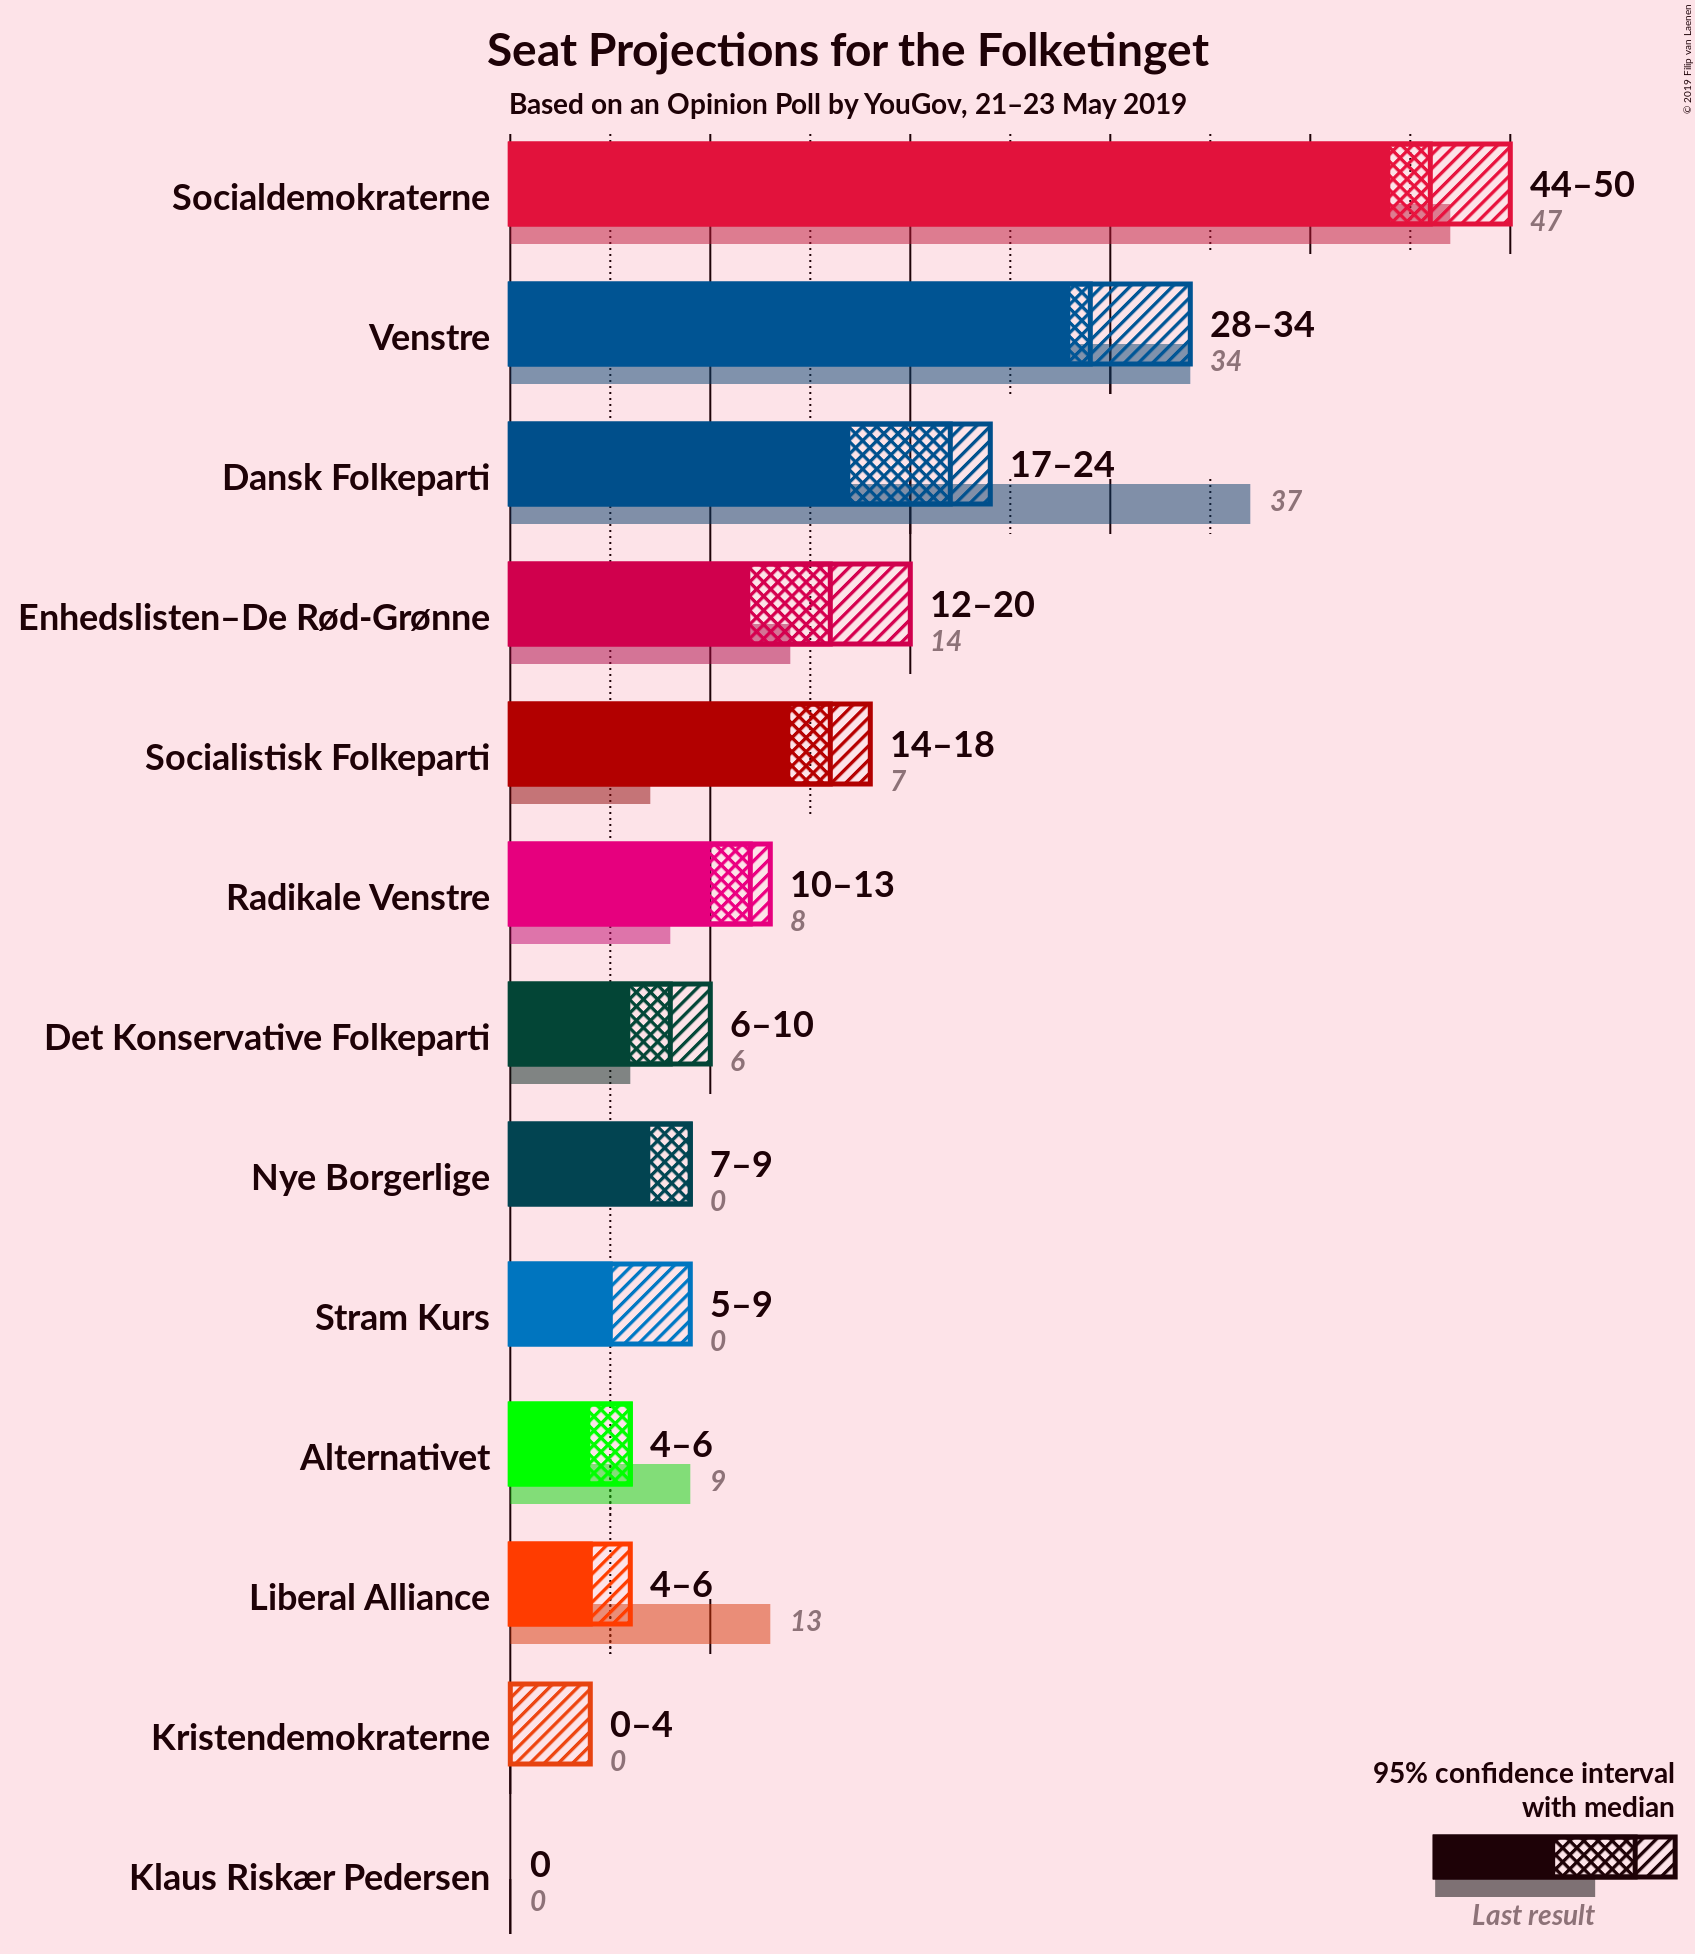 Seat Projections for the Folketinget
Based on an Opinion Poll by YouGov, 21–23 May 2019
© 2019 Filip van Laenen
Socialdemokraterne
44–50
47
Venstre
28–34
34
Dansk Folkeparti
17–24
37
Enhedslisten–De Rød-Grønne
12–20
14
Socialistisk Folkeparti
14–18
7
Radikale Venstre
10–13
8
Det Konservative Folkeparti
6–10
6
Nye Borgerlige
7–9
0
Stram Kurs
5–9
0
Alternativet
4–6
9
Liberal Alliance
4–6
13
Kristendemokraterne
0–4
0
Klaus Riskær Pedersen
0
0
95% confidence interval
with median
Last result